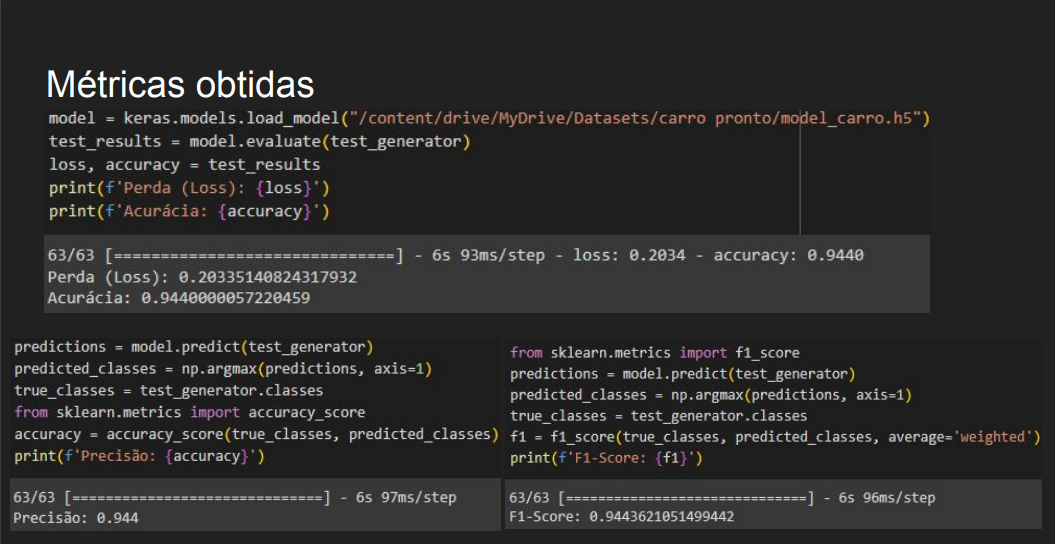 Métricas obtidas
model = keras.models.load_model("/content/drive/MyDrive/Datasets/carro pronto/model_carro.h5")
test_results = model.evaluate(test_generator)
loss, accuracy = test_results
print(f'Perda (Loss): {loss}')
print(f'Acurácia: {accuracy}')
63/63 [==============================] - 6s 93ms/step - loss: 0.2034 - accuracy: 0.9440
Perda (Loss): 0.20335140824317932
Acurácia: 0.9440000057220459
predictions = model.predict(test_generator)
predicted_classes = np.argmax(predictions, axis=1)
true_classes = test_generator.classes
from sklearn.metrics import accuracy_score
accuracy = accuracy_score(true_classes, predicted_classes)
print(f'Precisão: {accuracy}')
63/63 [==============================] - 6s 97ms/step
Precisão: 0.944
from sklearn.metrics import f1_score
predictions = model.predict(test_generator)
predicted_classes = np.argmax(predictions, axis=1)
true_classes = test_generator.classes
f1 = f1_score(true_classes, predicted_classes, average='weighted')
print(f'F1-Score: {f1}')
63/63 [==============================] - 6s 96ms/step
F1-Score: 0.9443621051499442